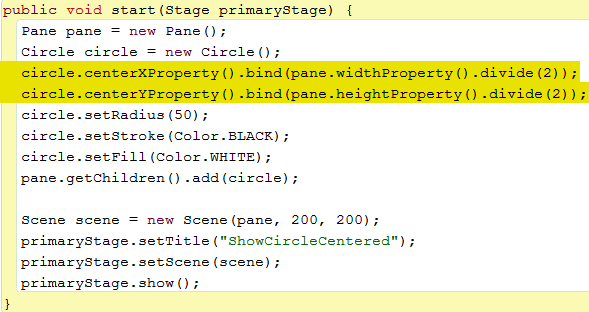 public void start(Stage primaryStage) {
Pane pane = new Pane();
Circle circle = new Circle();
circle.centerXProperty().bind(pane.widthProperty().divide(2));
circle.centerYProperty().bind(pane.heightProperty().divide(2));
circle.setRadius(50);
circle.setStroke(Color.BLACK);
circle.setFill(Color.WHITE);
pane.getChildren().add(circle);
Scene scene = new Scene(pane, 200, 200);
primaryStage.setTitle("ShowCircleCentered");
primaryStage.setScene(scene);
primaryStage.show();
}